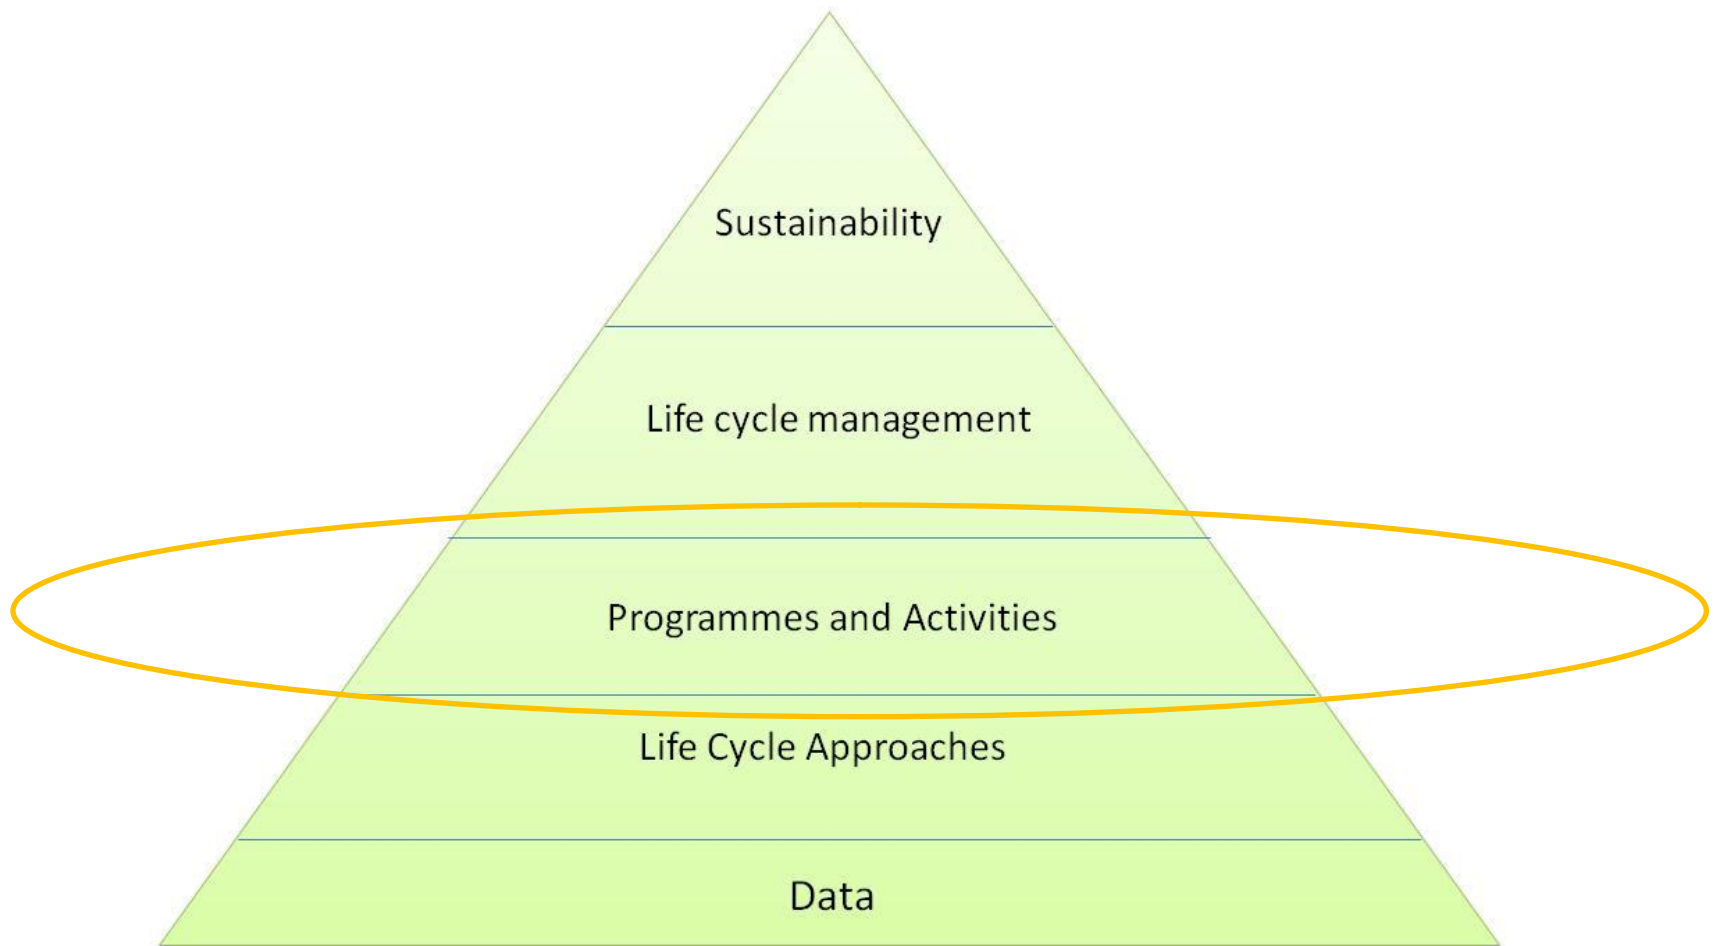 Sustainability
Life cycle management
Programmes and Activities
Life Cycle Approaches
Data